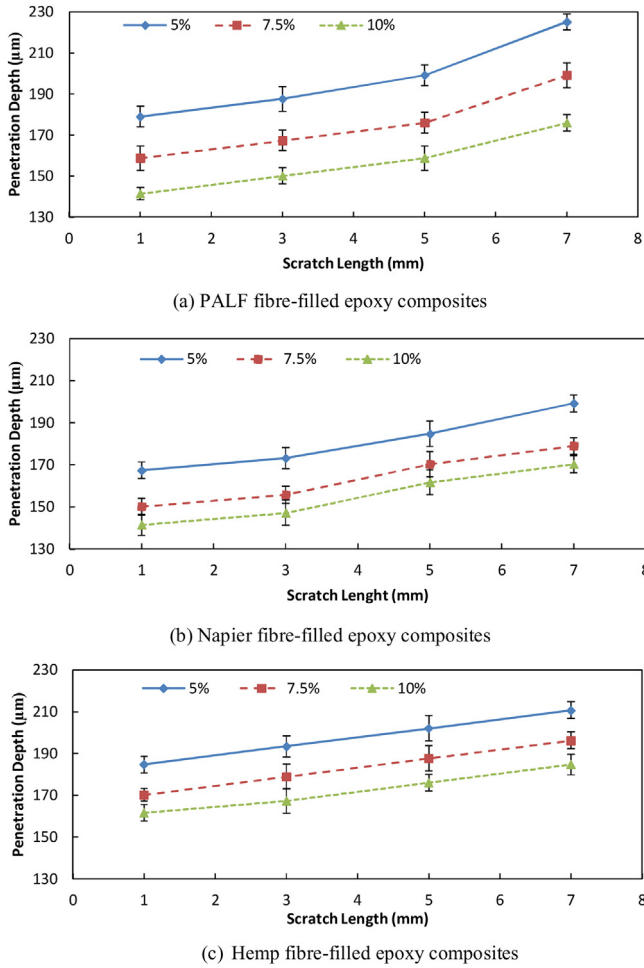 230
5% 7.5% 10%
210
190
170
150
130
0 1 2 3 4 5 6 7 8
Penetration Depth (µm)
Scratch Length (mm)
(a) PALF fibre-filled epoxy composites
230
5% 7.5% 10%
210
190
170
150
130
0 1 2 3 4 5 6 7 8
Penetration Depth (µm)
Scratch Lenght (mm)
(b) Napier fibre-filled epoxy composites
230
5% 7.5% 10%
210
190
170
150
130
0 1 2 3 4 5 6 7 8
Penetration Depth (µm)
Scratch Length (mm)
(c) Hemp fibre-filled epoxy composites